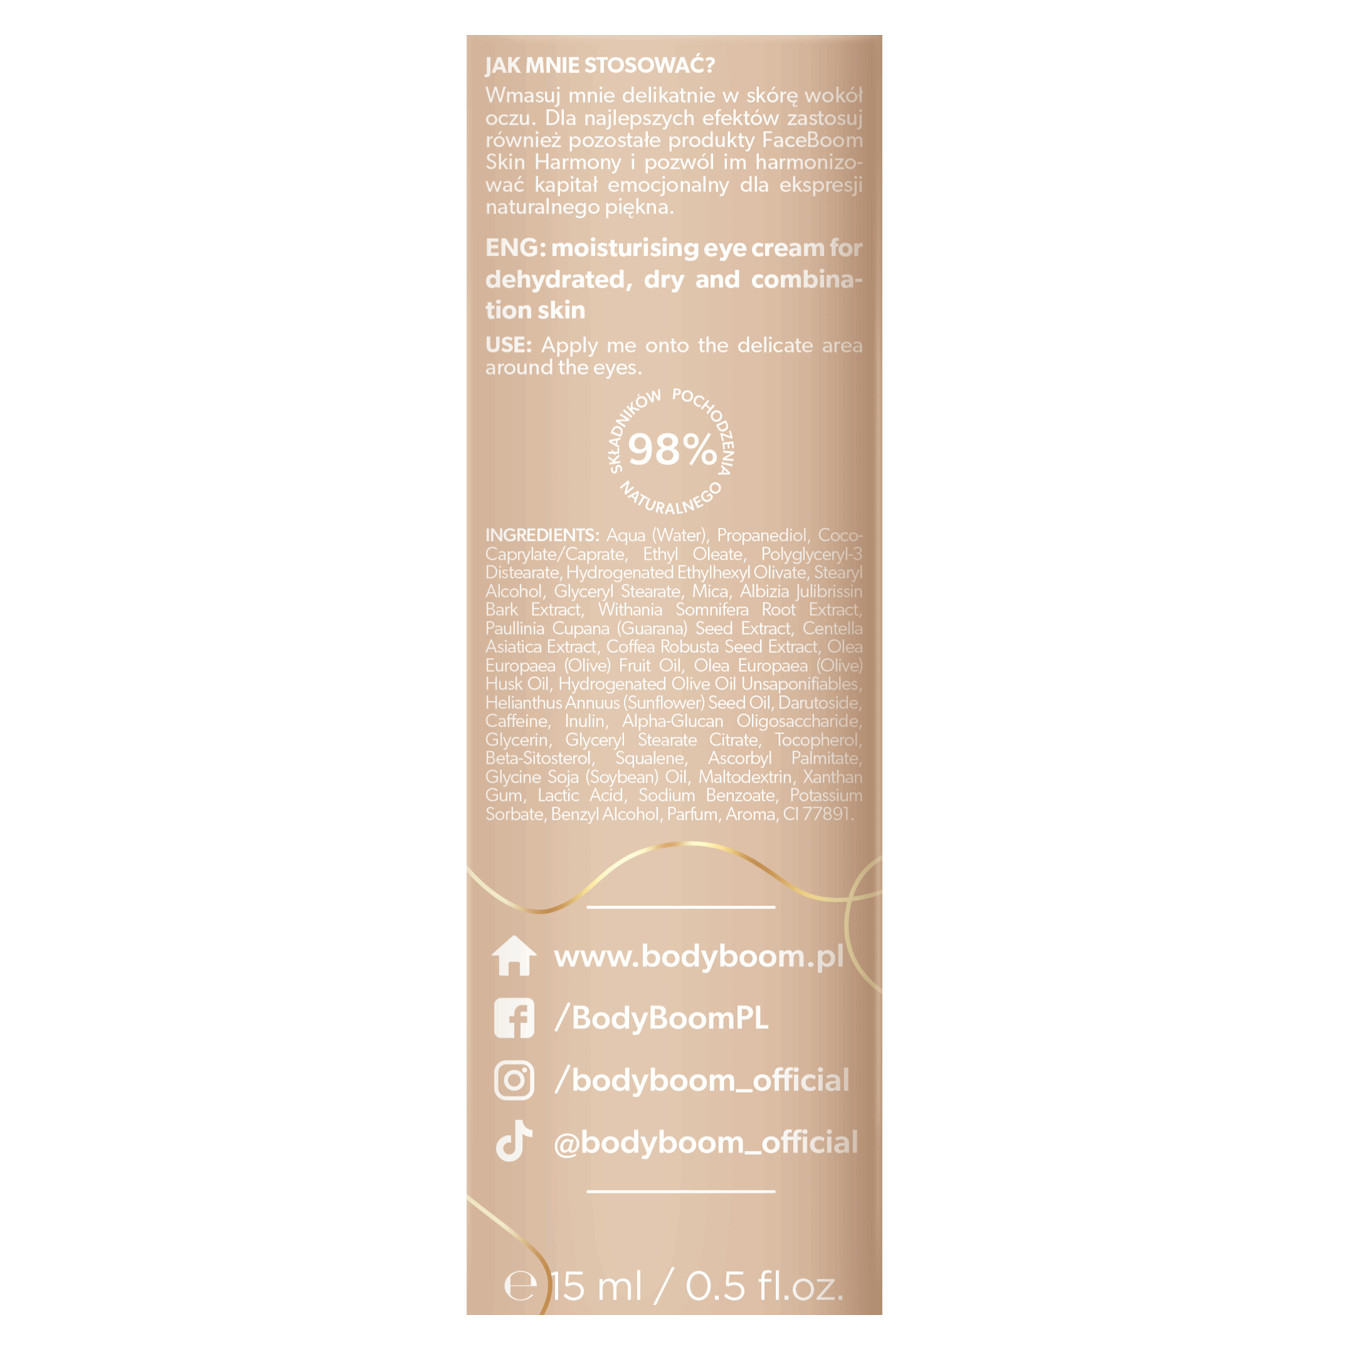 JAK MNIE STOSOWAĆ?
Wmasuj mnie delikatnie w skórę wokół
oczu. Dla najlepszych efektów zastosuj
również pozostałe produkty FaceBoom
Skin Harmony i pozwól im harmonizo-
wać kapitał emocjonalny dla ekspresji
naturalnego piękna.
ENG: moisturising eye cream for
dehydrated, dry and combina-
tion skin
USE: Apply me onto the delicate area
around the eyes.
SKŁADNIKÓW POCHODZENIA
98%
NATURALNEGO
INGREDIENTS: Aqua (Water), Propanediol, Coco-
Caprylate/Caprate, Ethyl Oleate, Polyglyceryl-3
Distearate, Hydrogenated Ethylhexyl Olivate, Stearyl
Alcohol, Glyceryl Stearate, Mica, Albizia Julibrissin
Bark Extract, Withania Somnifera Root Extract,
Paullinia Cupana (Guarana) Seed Extract, Centella
Asiatica Extract, Coffea Robusta Seed Extract, Olea
Europaea (Olive) Fruit Oil, Olea Europaea (Olive)
Husk Oil, Hydrogenated Olive Oil Unsaponifiables,
Helianthus Annuus (Sunflower) Seed Oil, Darutoside,
Caffeine, Inulin, Alpha-Glucan Oligosaccharide,
Glycerin, Glyceryl Stearate Citrate, Tocopherol,
Beta-Sitosterol, Squalene, Ascorbyl Palmitate,
Glycine Soja (Soybean) Oil, Maltodextrin, Xanthan
Gum, Lactic Acid, Sodium Benzoate, Potassium
Sorbate, Benzyl Alcohol, Parfum, Aroma, CI 77891.
www.bodyboom.pl
/BodyBoomPL
/bodyboom_official
@bodyboom_official
℮ 15 ml / 0.5 fl.oz.